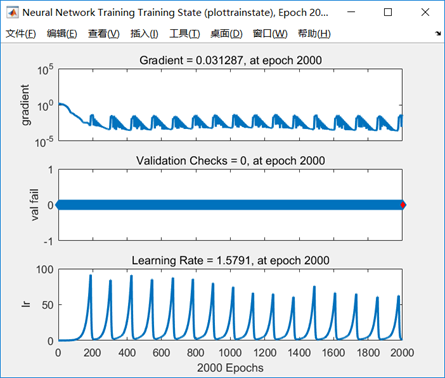 Neural Network Training Training State (plottrainstate), Epoch 20...
文件(F) 编辑(E) 查看(V) 插入(I) 工具(T) 桌面(D) 窗口(W) 帮助(H)
Gradient = 0.031287, at epoch 2000
10^5
10^0
10^-5
gradient
Validation Checks = 0, at epoch 2000
1
0
-1
val fail
Learning Rate = 1.5791, at epoch 2000
100
50
0
lr
0 200 400 600 800 1000 1200 1400 1600 1800 2000
2000 Epochs